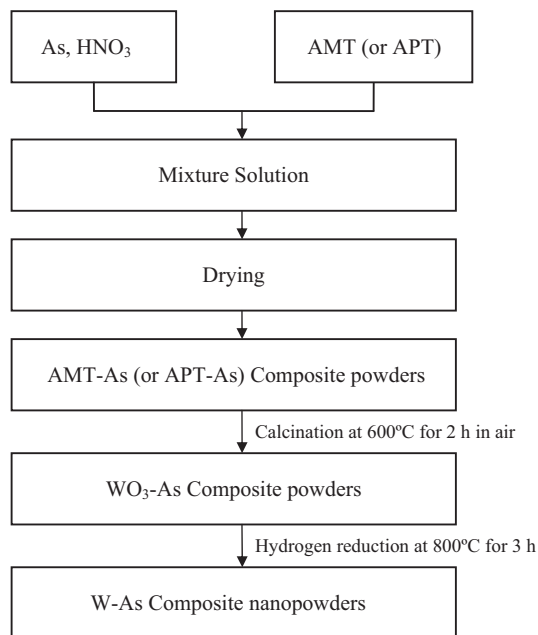 As, HNO₃
AMT (or APT)
Mixture Solution
Drying
AMT-As (or APT-As) Composite powders
Calcination at 600ºC for 2 h in air
WO₃-As Composite powders
Hydrogen reduction at 800ºC for 3 h
W-As Composite nanopowders